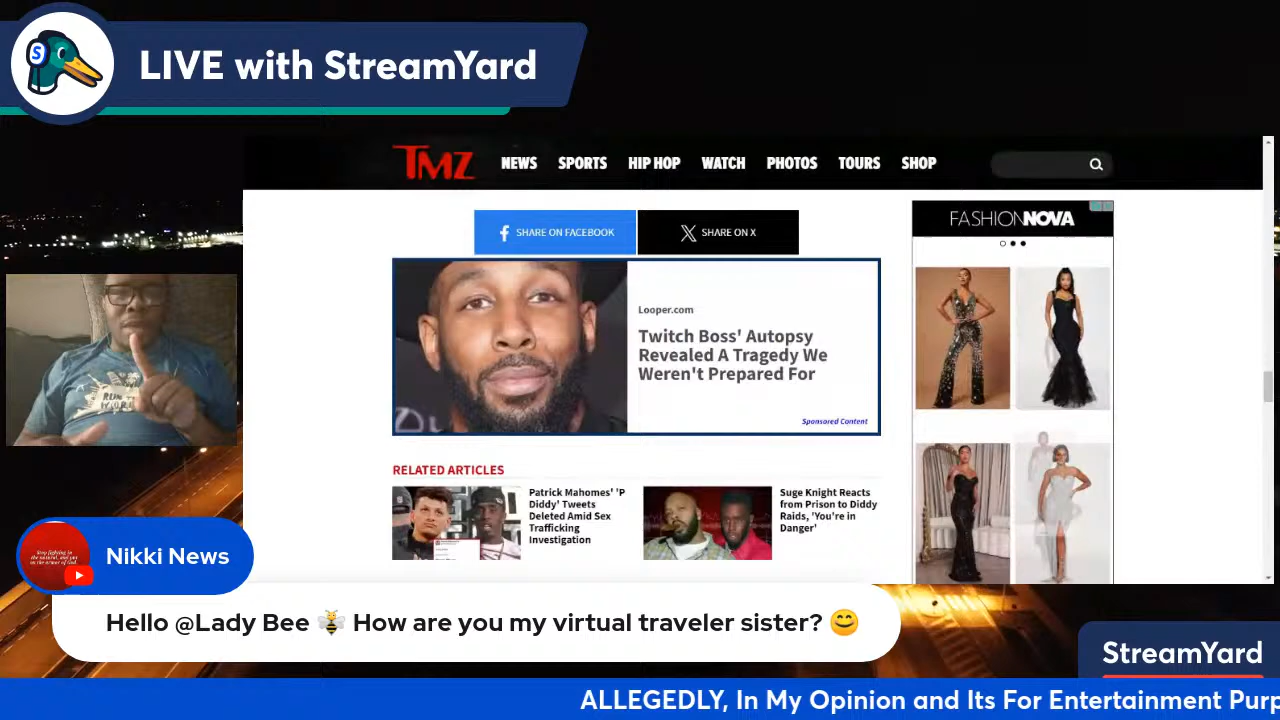 S
LIVE with StreamYard
TMZ
NEWS SPORTS HIP HOP WATCH PHOTOS TOURS SHOP
SHARE ON FACEBOOK
SHARE ON X
FASHIONNOVA
Looper.com
Twitch Boss' Autopsy
Revealed A Tragedy We
Weren't Prepared For
Sponsored Content
RELATED ARTICLES
Patrick Mahomes' 'P
Diddy' Tweets
Deleted Amid Sex
Trafficking
Investigation
Suge Knight Reacts
from Prison to Diddy
Raids, 'You're in
Danger'
RUN THE
WORLD
Nikki News
Hello @Lady Bee 🐝 How are you my virtual traveler sister? 😊
StreamYard
ALLEGEDLY, In My Opinion and Its For Entertainment Purp